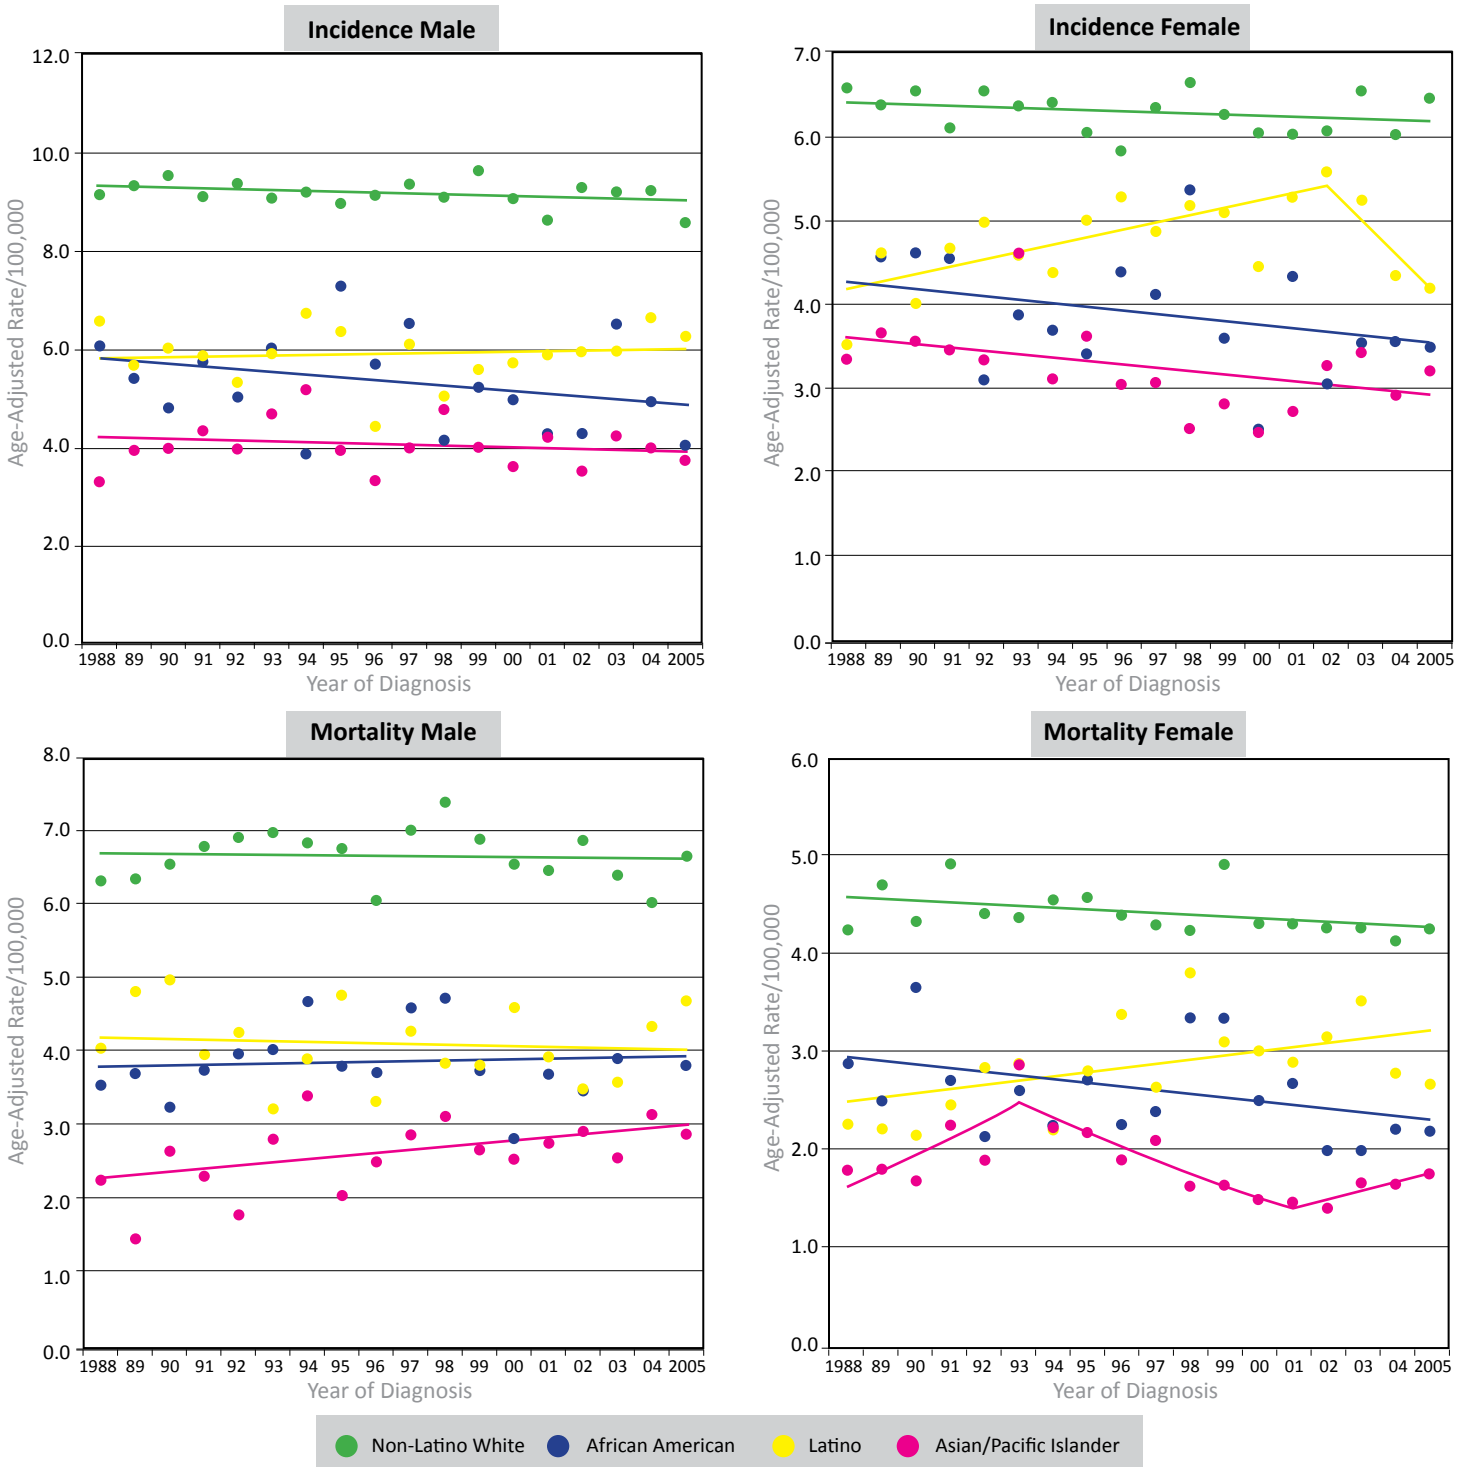 Incidence Male
Incidence Female
12.0
10.0
8.0
6.0
4.0
2.0
0.0
Age-Adjusted Rate/100,000
1988 89 90 91 92 93 94 95 96 97 98 99 00 01 02 03 04 2005
Year of Diagnosis
7.0
6.0
5.0
4.0
3.0
2.0
1.0
0.0
Age-Adjusted Rate/100,000
1988 89 90 91 92 93 94 95 96 97 98 99 00 01 02 03 04 2005
Year of Diagnosis
Mortality Male
Mortality Female
8.0
7.0
6.0
5.0
4.0
3.0
2.0
1.0
0.0
Age-Adjusted Rate/100,000
1988 89 90 91 92 93 94 95 96 97 98 99 00 01 02 03 04 2005
Year of Diagnosis
6.0
5.0
4.0
3.0
2.0
1.0
0.0
Age-Adjusted Rate/100,000
1988 89 90 91 92 93 94 95 96 97 98 99 00 01 02 03 04 2005
Year of Diagnosis
Non-Latino White African American Latino Asian/Pacific Islander